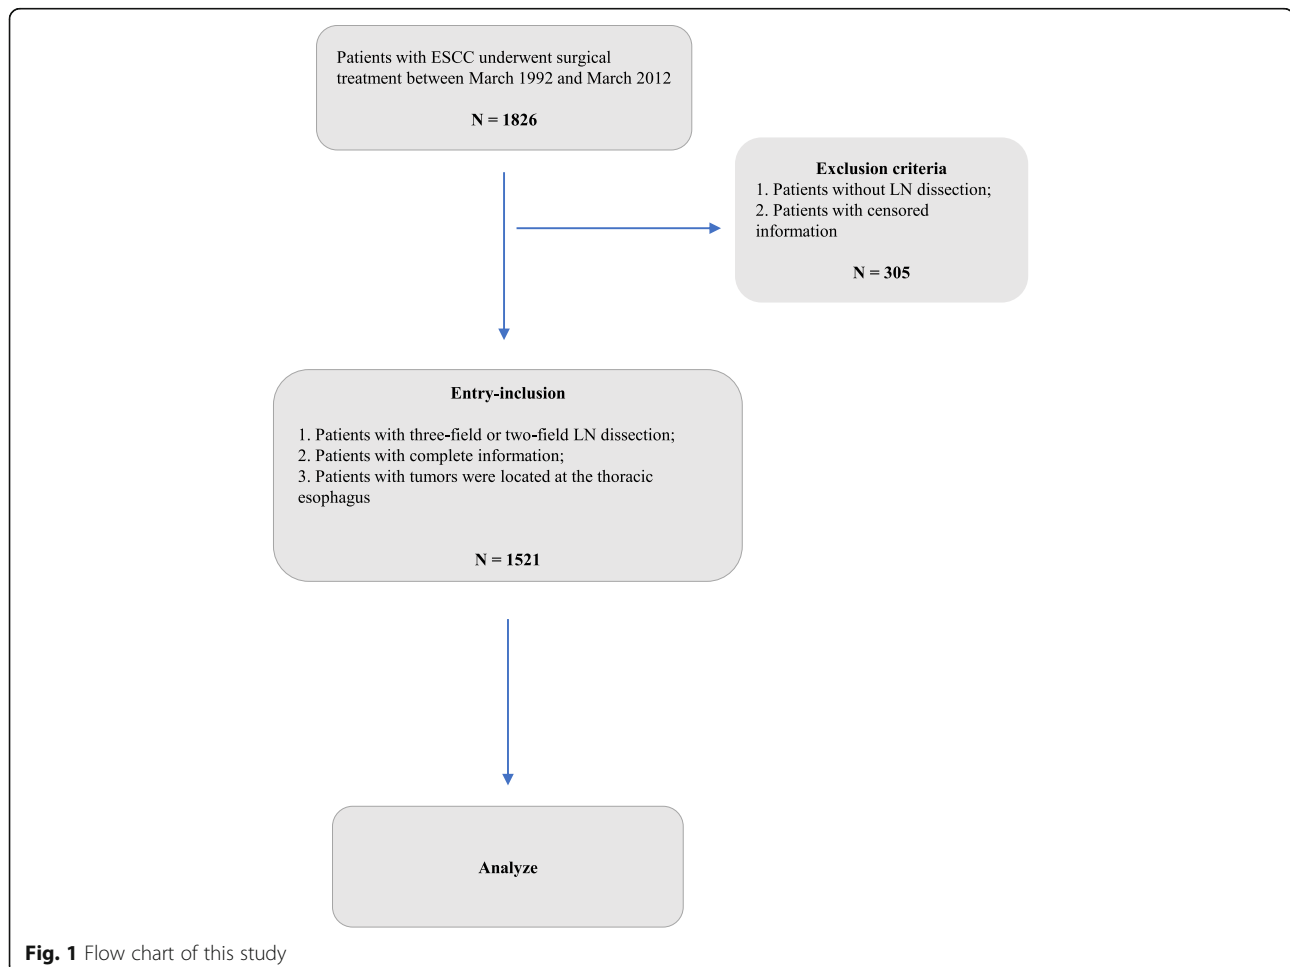 Patients with ESCC underwent surgical
treatment between March 1992 and March 2012
N = 1826
Exclusion criteria
1. Patients without LN dissection;
2. Patients with censored
information
N = 305
Entry-inclusion
1. Patients with three-field or two-field LN dissection;
2. Patients with complete information;
3. Patients with tumors were located at the thoracic
esophagus
N = 1521
Analyze
Fig. 1 Flow chart of this study